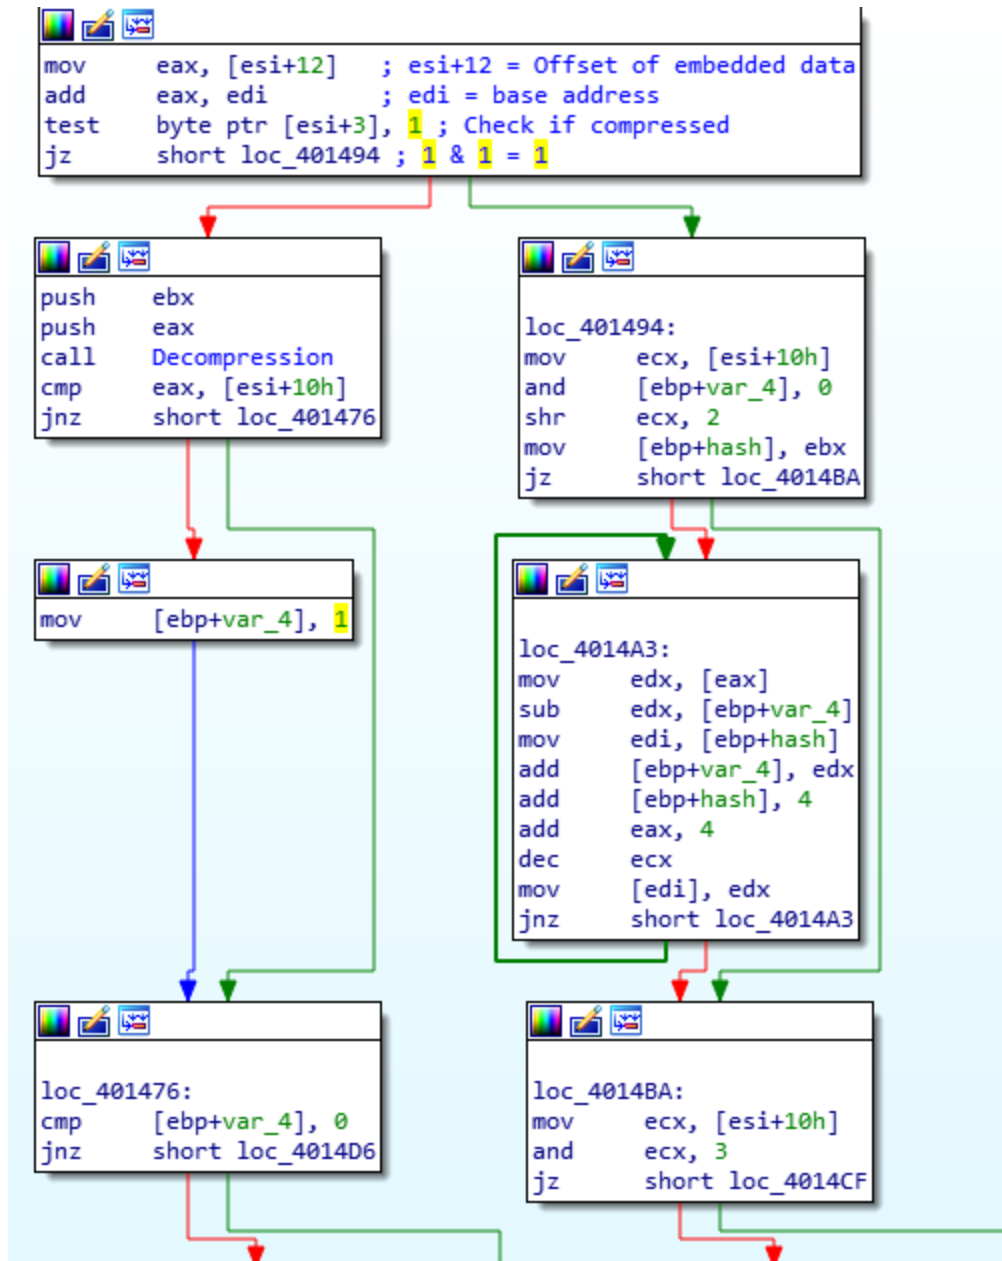 mov eax, [esi+12] ; esi+12 = Offset of embedded data
add eax, edi ; edi = base address
test byte ptr [esi+3], 1 ; Check if compressed
jz short loc_401494 ; 1 & 1 = 1
push ebx
push eax
call Decompression
cmp eax, [esi+10h]
jnz short loc_401476
loc_401494:
mov ecx, [esi+10h]
and [ebp+var_4], 0
shr ecx, 2
mov [ebp+hash], ebx
jz short loc_4014BA
mov [ebp+var_4], 1
loc_4014A3:
mov edx, [eax]
sub edx, [ebp+var_4]
mov edi, [ebp+hash]
add [ebp+var_4], edx
add [ebp+hash], 4
add eax, 4
dec ecx
mov [edi], edx
jnz short loc_4014A3
loc_401476:
cmp [ebp+var_4], 0
jnz short loc_4014D6
loc_4014BA:
mov ecx, [esi+10h]
and ecx, 3
jz short loc_4014CF